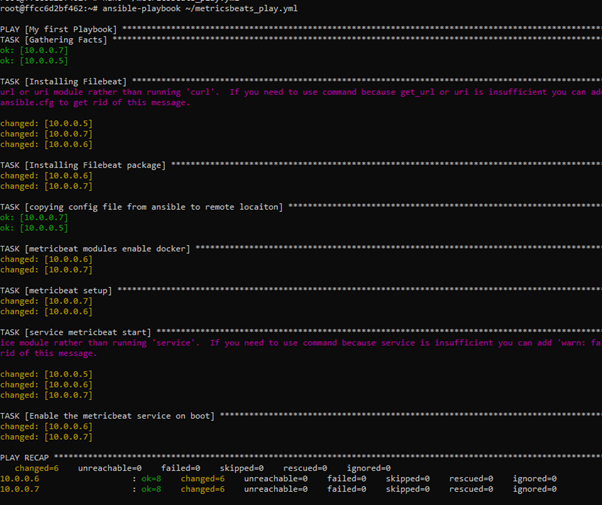 root@ffcc6d2bf462:~# ansible-playbook ~/metricsbeats_play.yml
PLAY [My first Playbook] ****************************************************************************************************
TASK [Gathering Facts] ******************************************************************************************************
ok: [10.0.0.7]
ok: [10.0.0.5]
TASK [Installing Filebeat] **************************************************************************************************
url or uri module rather than running 'curl'.  If you need to use command because get_url or uri is insufficient you can add
ansible.cfg to get rid of this message.
changed: [10.0.0.5]
changed: [10.0.0.7]
changed: [10.0.0.6]
TASK [Installing Filebeat package] ******************************************************************************************
changed: [10.0.0.6]
changed: [10.0.0.7]
TASK [copying config file from ansible to remote locaiton] ******************************************************************
ok: [10.0.0.7]
ok: [10.0.0.5]
TASK [metricbeat modules enable docker] *************************************************************************************
changed: [10.0.0.6]
changed: [10.0.0.7]
TASK [metricbeat setup] *****************************************************************************************************
changed: [10.0.0.7]
changed: [10.0.0.6]
TASK [service metricbeat start] *********************************************************************************************
ice module rather than running 'service'.  If you need to use command because service is insufficient you can add 'warn: fa
rid of this message.
changed: [10.0.0.5]
changed: [10.0.0.6]
changed: [10.0.0.7]
TASK [Enable the metricbeat service on boot] ********************************************************************************
changed: [10.0.0.6]
changed: [10.0.0.7]
PLAY RECAP ******************************************************************************************************************
changed=6    unreachable=0    failed=0    skipped=0    rescued=0    ignored=0
10.0.0.6                   : ok=8    changed=6    unreachable=0    failed=0    skipped=0    rescued=0    ignored=0
10.0.0.7                   : ok=8    changed=6    unreachable=0    failed=0    skipped=0    rescued=0    ignored=0